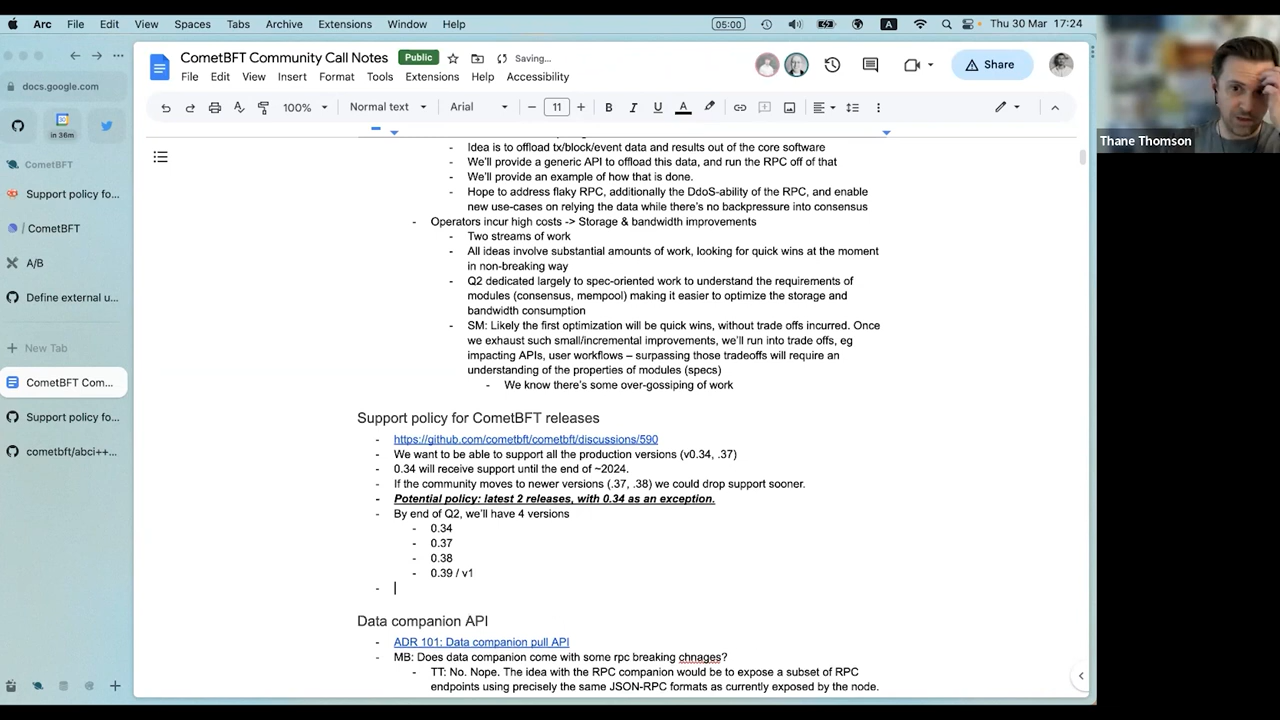 Arc File Edit View Spaces Tabs Archive Extensions Window Help 05:00 A Thu 30 Mar 17:24
docs.google.com
in 36m
CometBFT
Support policy fo...
/ CometBFT
A/B
Define external u...
New Tab
CometBFT Com...
Support policy fo...
cometbft/abci++...
CometBFT Community Call Notes Public Saving...
File Edit View Insert Format Tools Extensions Help Accessibility
Share
100% Normal text Arial 11 B I U A
- Idea is to offload tx/block/event data and results out of the core software
- We'll provide a generic API to offload this data, and run the RPC off of that
- We'll provide an example of how that is done.
- Hope to address flaky RPC, additionally the DdoS-ability of the RPC, and enable
new use-cases on relying the data while there's no backpressure into consensus
- Operators incur high costs -> Storage & bandwidth improvements
- Two streams of work
- All ideas involve substantial amounts of work, looking for quick wins at the moment
in non-breaking way
- Q2 dedicated largely to spec-oriented work to understand the requirements of
modules (consensus, mempool) making it easier to optimize the storage and
bandwidth consumption
- SM: Likely the first optimization will be quick wins, without trade offs incurred. Once
we exhaust such small/incremental improvements, we'll run into trade offs, eg
impacting APIs, user workflows – surpassing those tradeoffs will require an
understanding of the properties of modules (specs)
- We know there's some over-gossiping of work
Support policy for CometBFT releases
- https://github.com/cometbft/cometbft/discussions/590
- We want to be able to support all the production versions (v0.34, .37)
- 0.34 will receive support until the end of ~2024.
- If the community moves to newer versions (.37, .38) we could drop support sooner.
- Potential policy: latest 2 releases, with 0.34 as an exception.
- By end of Q2, we'll have 4 versions
- 0.34
- 0.37
- 0.38
- 0.39 / v1
-
Data companion API
- ADR 101: Data companion pull API
- MB: Does data companion come with some rpc breaking chnages?
- TT: No. Nope. The idea with the RPC companion would be to expose a subset of RPC
endpoints using precisely the same JSON-RPC formats as currently exposed by the node.
Thane Thomson